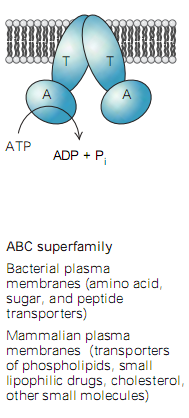 T T
A A
ATP
ADP + Pi
ABC superfamily
Bacterial plasma
membranes (amino acid,
sugar, and peptide
transporters)
Mammalian plasma
membranes (transporters
of phospholipids, small
lipophilic drugs, cholesterol,
other small molecules)